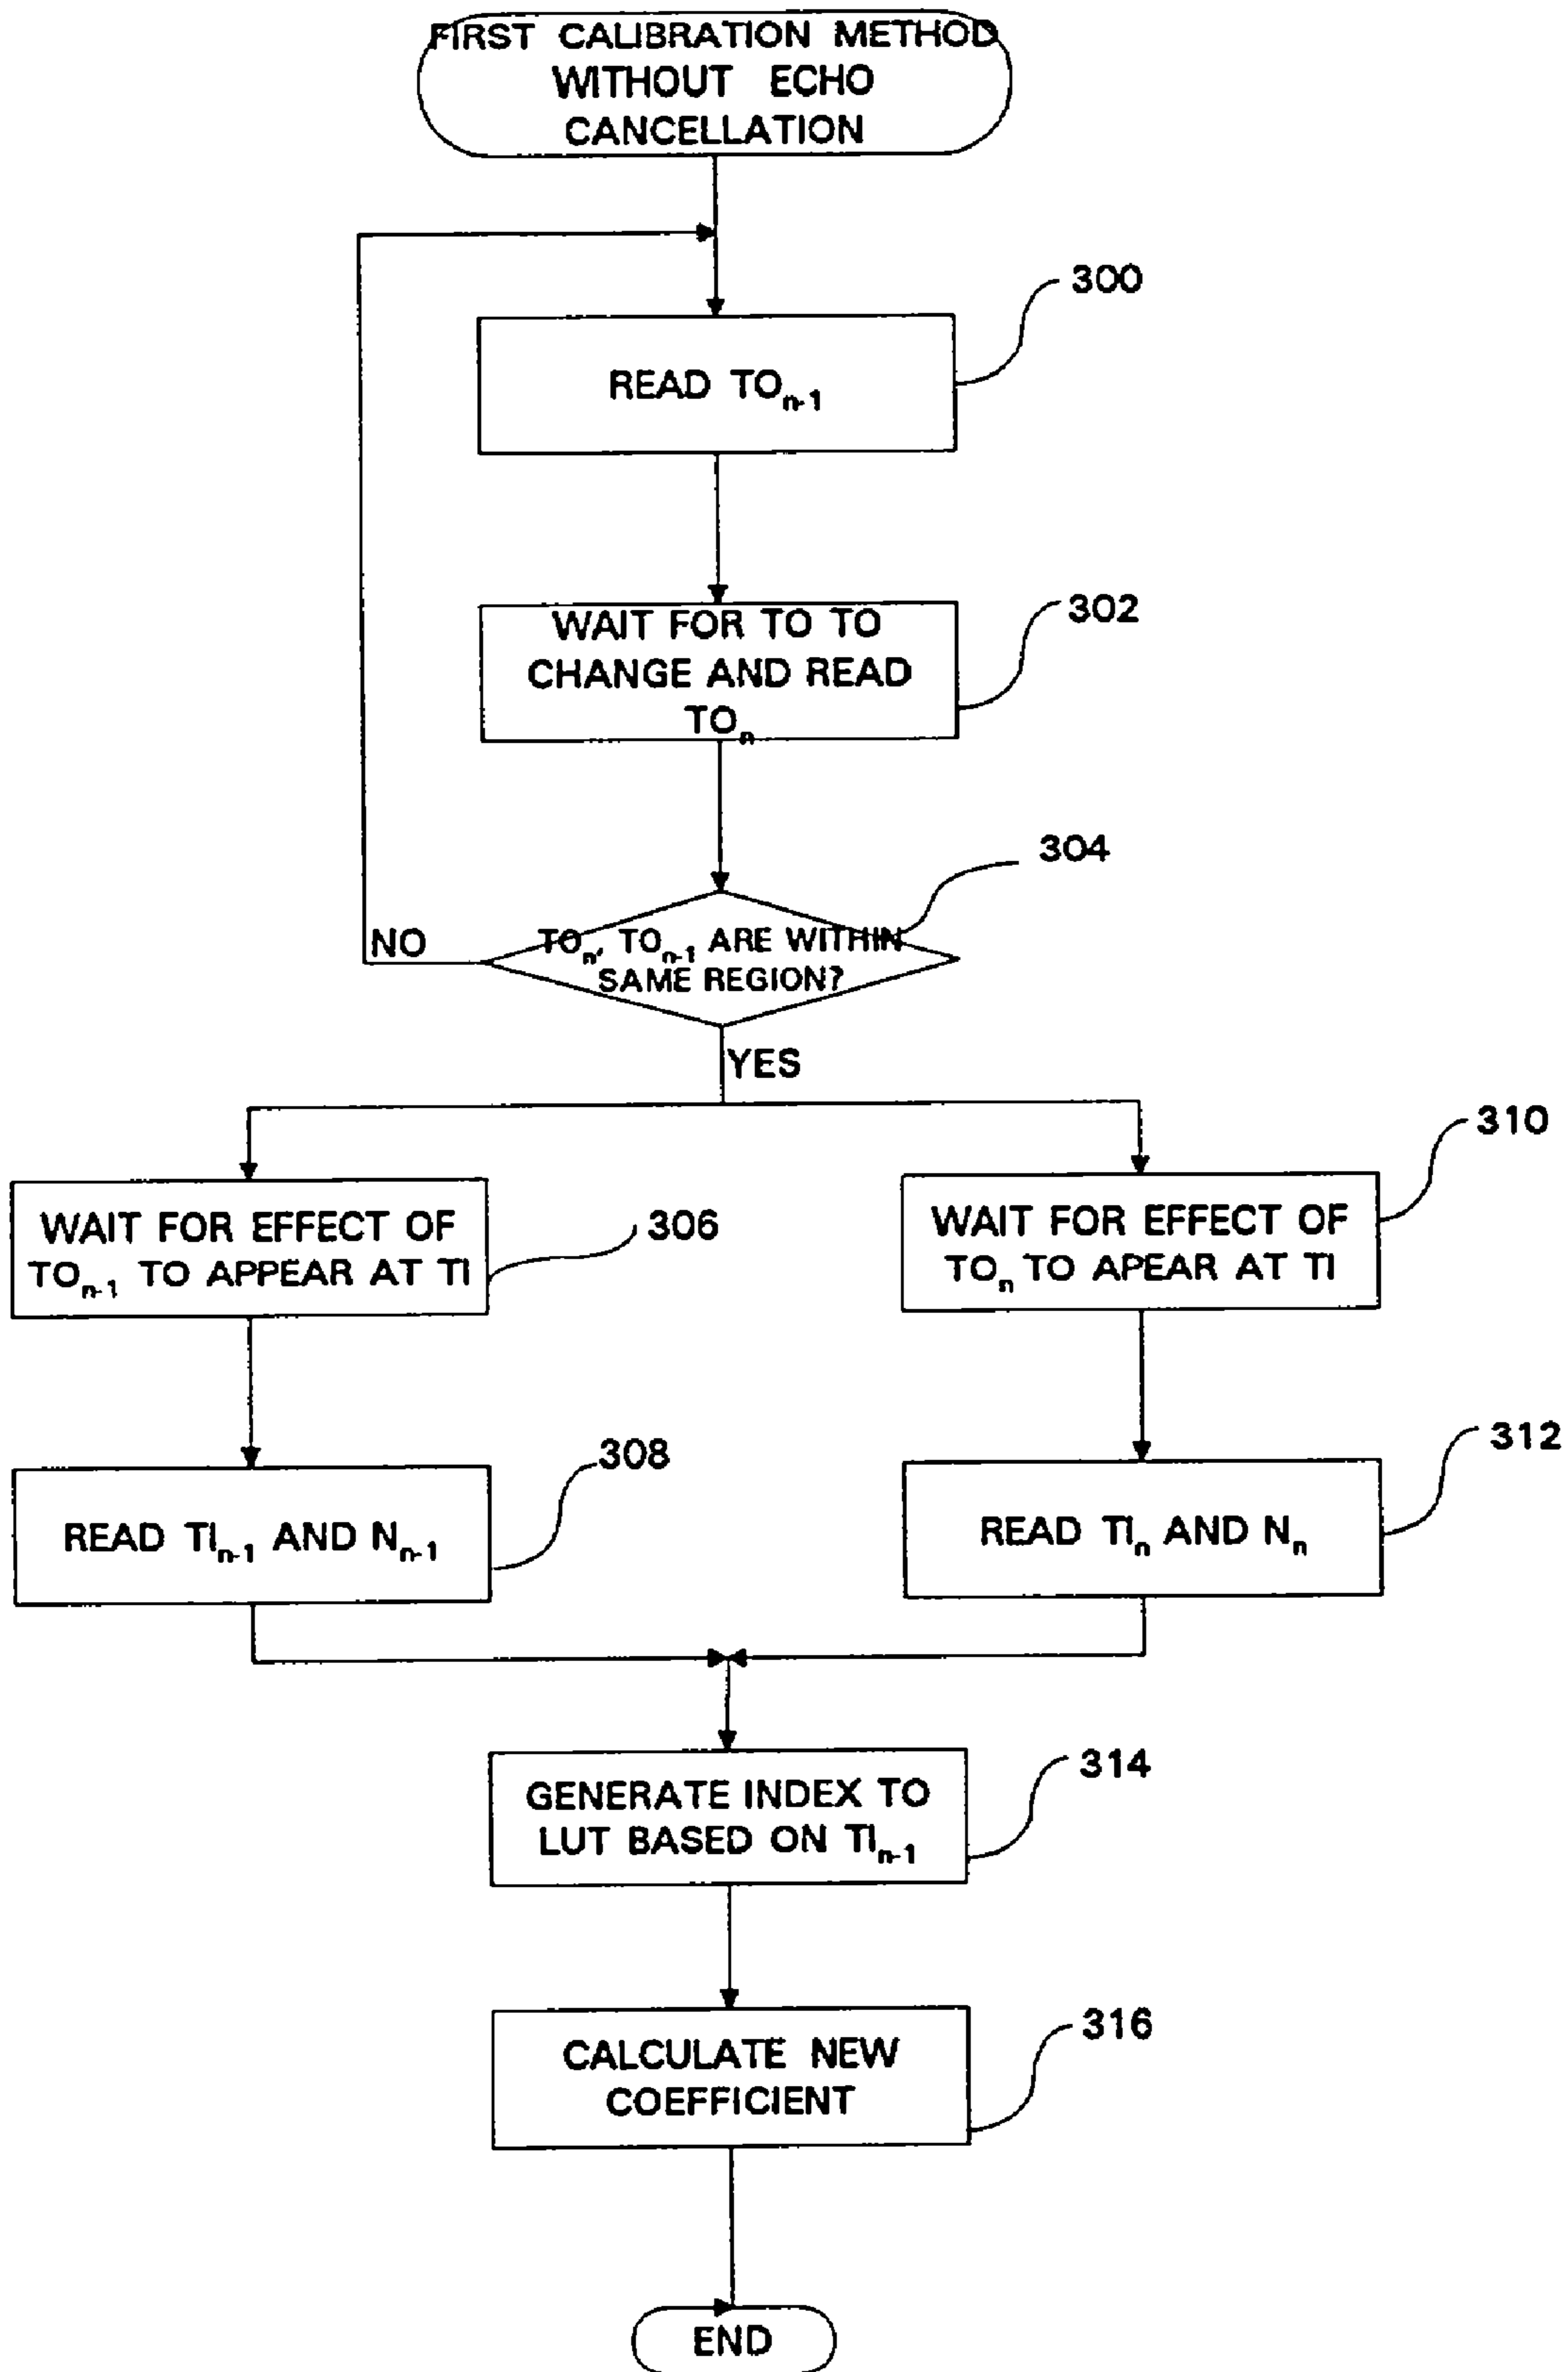 FIRST CALIBRATION METHOD
WITHOUT ECHO
CANCELLATION
300
READ TOn-1
302
WAIT FOR TO TO
CHANGE AND READ
TOn
304
NO
TOn, TOn-1 ARE WITHIN
SAME REGION?
YES
306
WAIT FOR EFFECT OF
TOn-1 TO APPEAR AT TI
310
WAIT FOR EFFECT OF
TOn TO APEAR AT TI
308
READ TIn-1 AND Nn-1
312
READ TIn AND Nn
314
GENERATE INDEX TO
LUT BASED ON TIn-1
316
CALCULATE NEW
COEFFICIENT
END